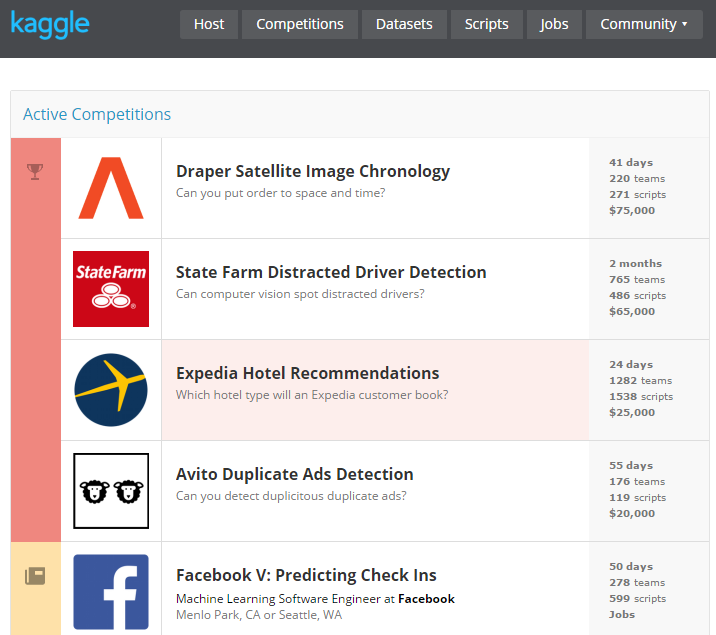 kaggle
Host Competitions Datasets Scripts Jobs Community
Active Competitions
Draper Satellite Image Chronology
Can you put order to space and time?
41 days
220 teams
271 scripts
$75,000
StateFarm
State Farm Distracted Driver Detection
Can computer vision spot distracted drivers?
2 months
765 teams
486 scripts
$65,000
Expedia Hotel Recommendations
Which hotel type will an Expedia customer book?
24 days
1282 teams
1538 scripts
$25,000
Avito Duplicate Ads Detection
Can you detect duplicitous duplicate ads?
55 days
176 teams
119 scripts
$20,000
f
Facebook V: Predicting Check Ins
Machine Learning Software Engineer at Facebook
Menlo Park, CA or Seattle, WA
50 days
278 teams
599 scripts
Jobs